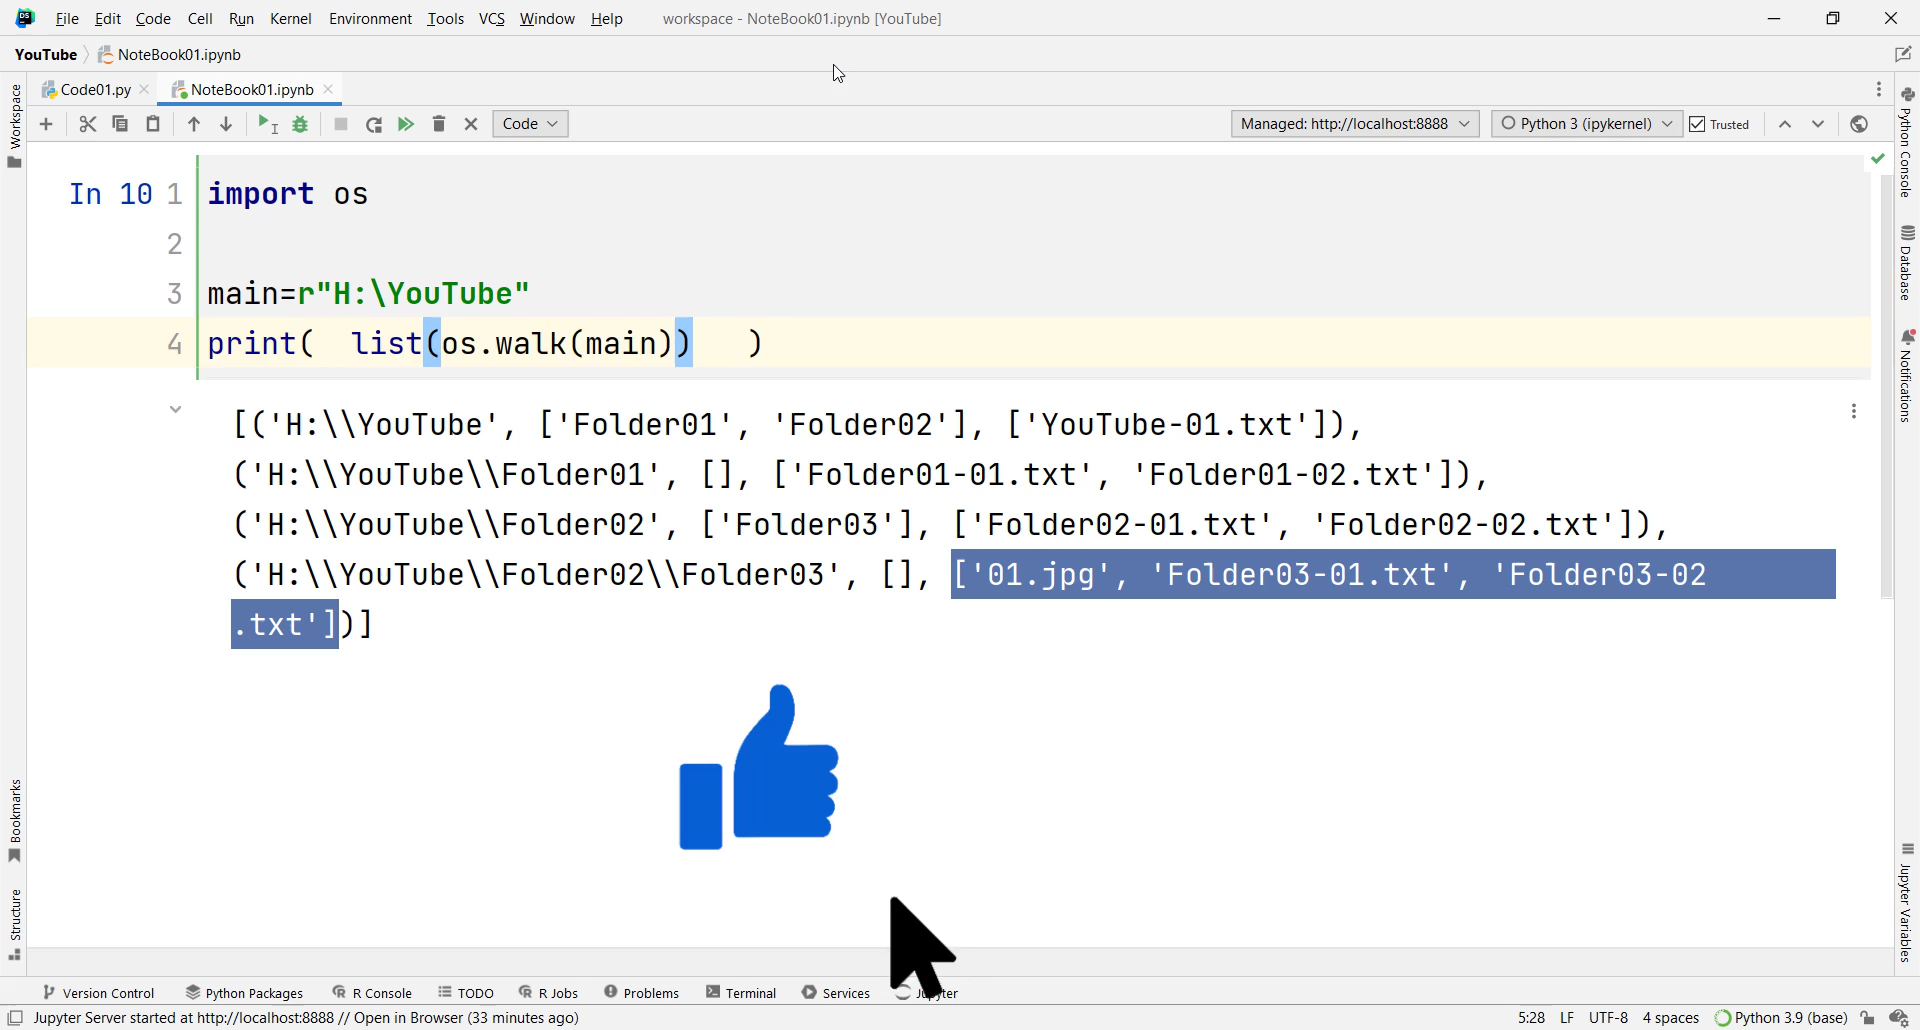 File Edit Code Cell Run Kernel Environment Tools VCS Window Help workspace - NoteBook01.ipynb [YouTube]
YouTube NoteBook01.ipynb
Code01.py NoteBook01.ipynb
Code Managed: http://localhost:8888 Python 3 (ipykernel) Trusted
In 10 1 import os
2
3 main=r"H:\YouTube"
4 print(  list(os.walk(main))   )
[('H:\\YouTube', ['Folder01', 'Folder02'], ['YouTube-01.txt']),
('H:\\YouTube\\Folder01', [], ['Folder01-01.txt', 'Folder01-02.txt']),
('H:\\YouTube\\Folder02', ['Folder03'], ['Folder02-01.txt', 'Folder02-02.txt']),
('H:\\YouTube\\Folder02\\Folder03', [], ['01.jpg', 'Folder03-01.txt', 'Folder03-02
.txt'])]
Workspace
Bookmarks
Structure
Python Console
Database
Notifications
Jupyter Variables
Version Control Python Packages R Console TODO R Jobs Problems Terminal Services Jupyter
Jupyter Server started at http://localhost:8888 // Open in Browser (33 minutes ago) 5:28 LF UTF-8 4 spaces Python 3.9 (base)